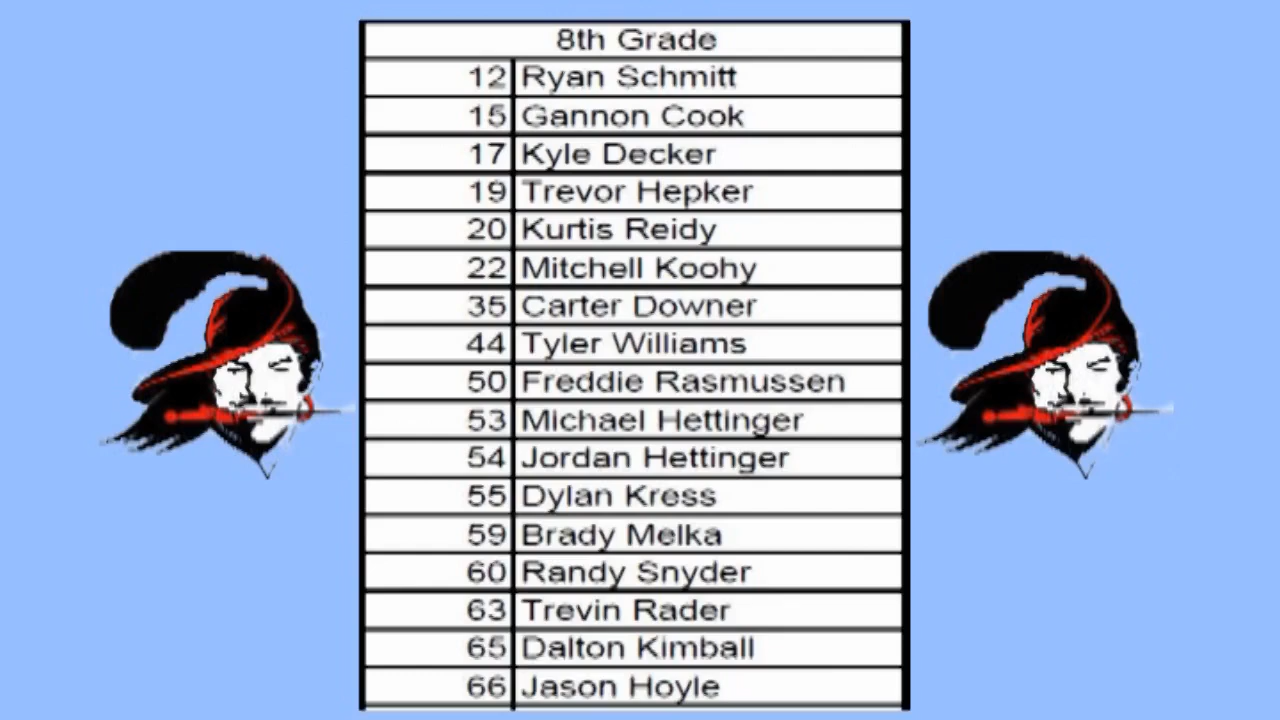 8th Grade
12 Ryan Schmitt
15 Gannon Cook
17 Kyle Decker
19 Trevor Hepker
20 Kurtis Reidy
22 Mitchell Koohy
35 Carter Downer
44 Tyler Williams
50 Freddie Rasmussen
53 Michael Hettinger
54 Jordan Hettinger
55 Dylan Kress
59 Brady Melka
60 Randy Snyder
63 Trevin Rader
65 Dalton Kimball
66 Jason Hoyle